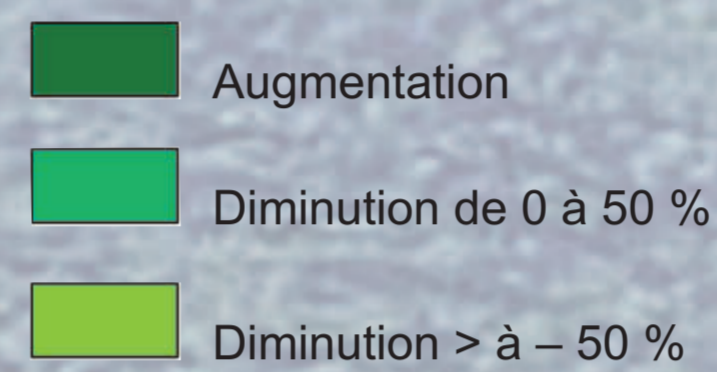 Augmentation
Diminution de 0 à 50 %
Diminution > à – 50 %